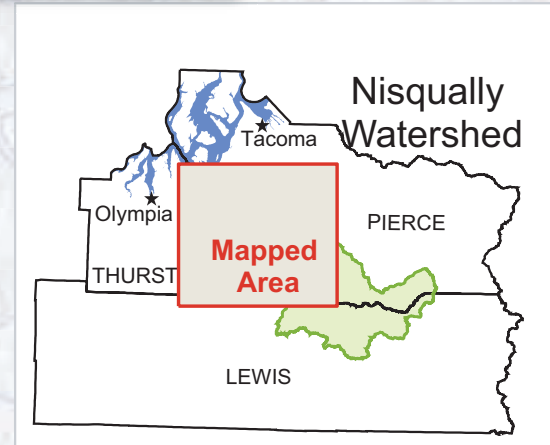 Nisqually
Watershed
Tacoma
Olympia
PIERCE
Mapped
Area
THURST
LEWIS